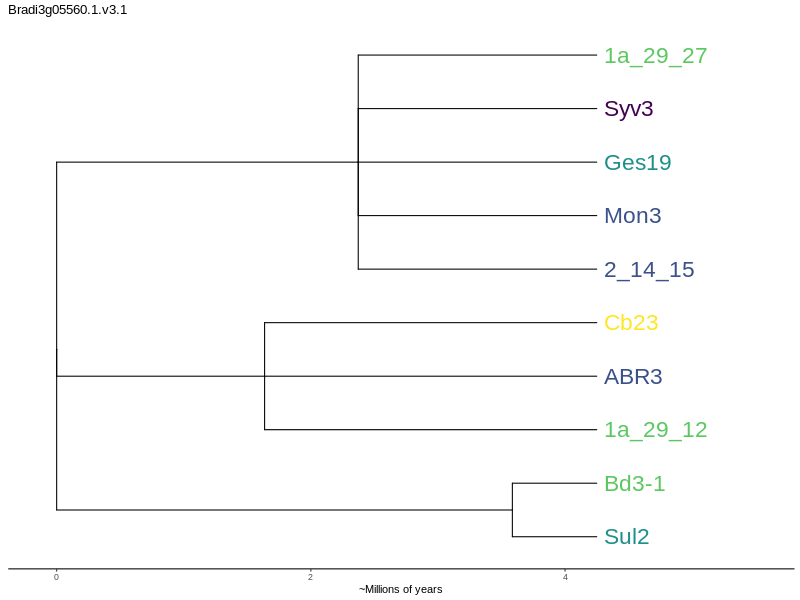 Bradi3g05560.1.v3.1
1a_29_27
Syv3
Ges19
Mon3
2_14_15
Cb23
ABR3
1a_29_12
Bd3-1
Sul2
0 2 4
~Millions of years